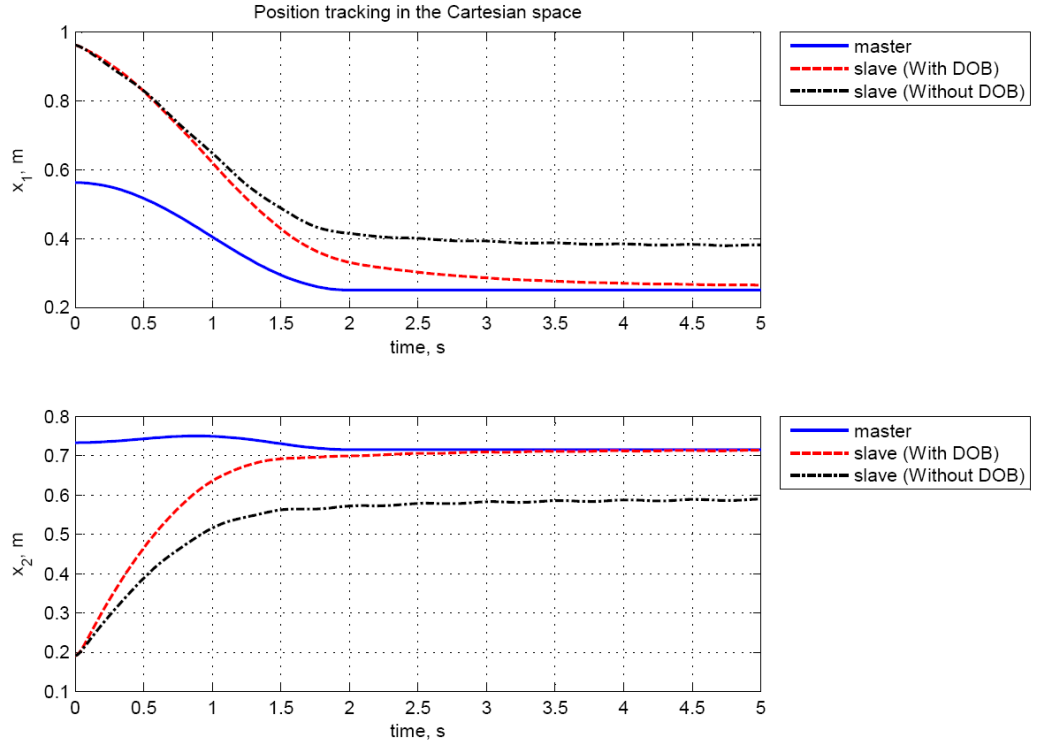 Position tracking in the Cartesian space
1
0.8
0.6
0.4
0.2
x1, m
0 0.5 1 1.5 2 2.5 3 3.5 4 4.5 5
time, s
master
slave (With DOB)
slave (Without DOB)
0.8
0.7
0.6
0.5
0.4
0.3
0.2
0.1
x2, m
0 0.5 1 1.5 2 2.5 3 3.5 4 4.5 5
time, s
master
slave (With DOB)
slave (Without DOB)